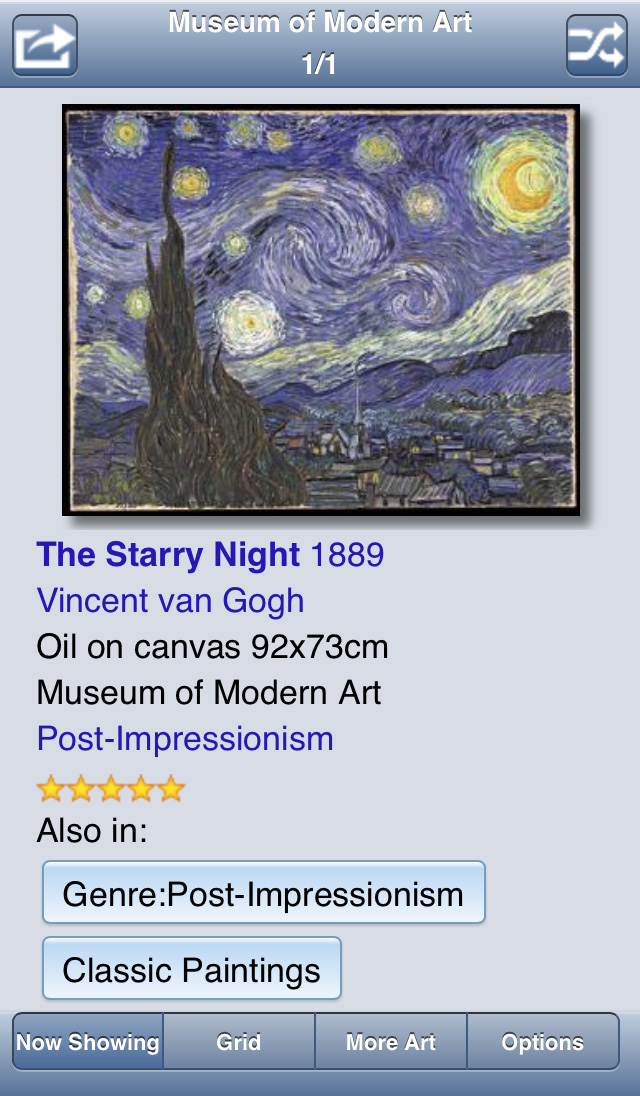 Museum of Modern Art
1/1
The Starry Night 1889
Vincent van Gogh
Oil on canvas 92x73cm
Museum of Modern Art
Post-Impressionism
Also in:
Genre:Post-Impressionism
Classic Paintings
Now Showing
Grid
More Art
Options